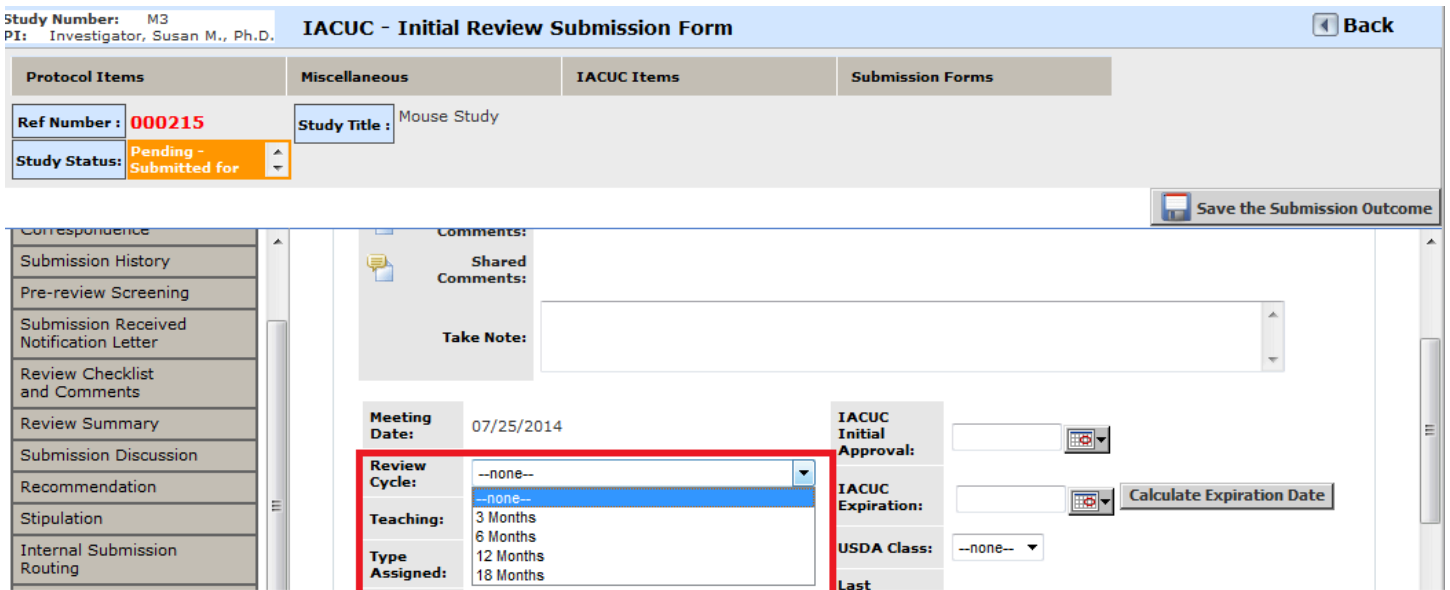 Study Number: M3
PI: Investigator, Susan M., Ph.D.
IACUC - Initial Review Submission Form
Back
Protocol Items
Miscellaneous
IACUC Items
Submission Forms
Ref Number : 000215
Study Title : Mouse Study
Study Status: Pending -
Submitted for
Save the Submission Outcome
Correspondence
Submission History
Pre-review Screening
Submission Received
Notification Letter
Review Checklist
and Comments
Review Summary
Submission Discussion
Recommendation
Stipulation
Internal Submission
Routing
Comments:
Shared
Comments:
Take Note:
Meeting
Date: 07/25/2014
Review
Cycle: --none--
--none--
3 Months
6 Months
12 Months
18 Months
Teaching:
Type
Assigned:
IACUC
Initial
Approval:
IACUC
Expiration:
Calculate Expiration Date
USDA Class: --none--
Last